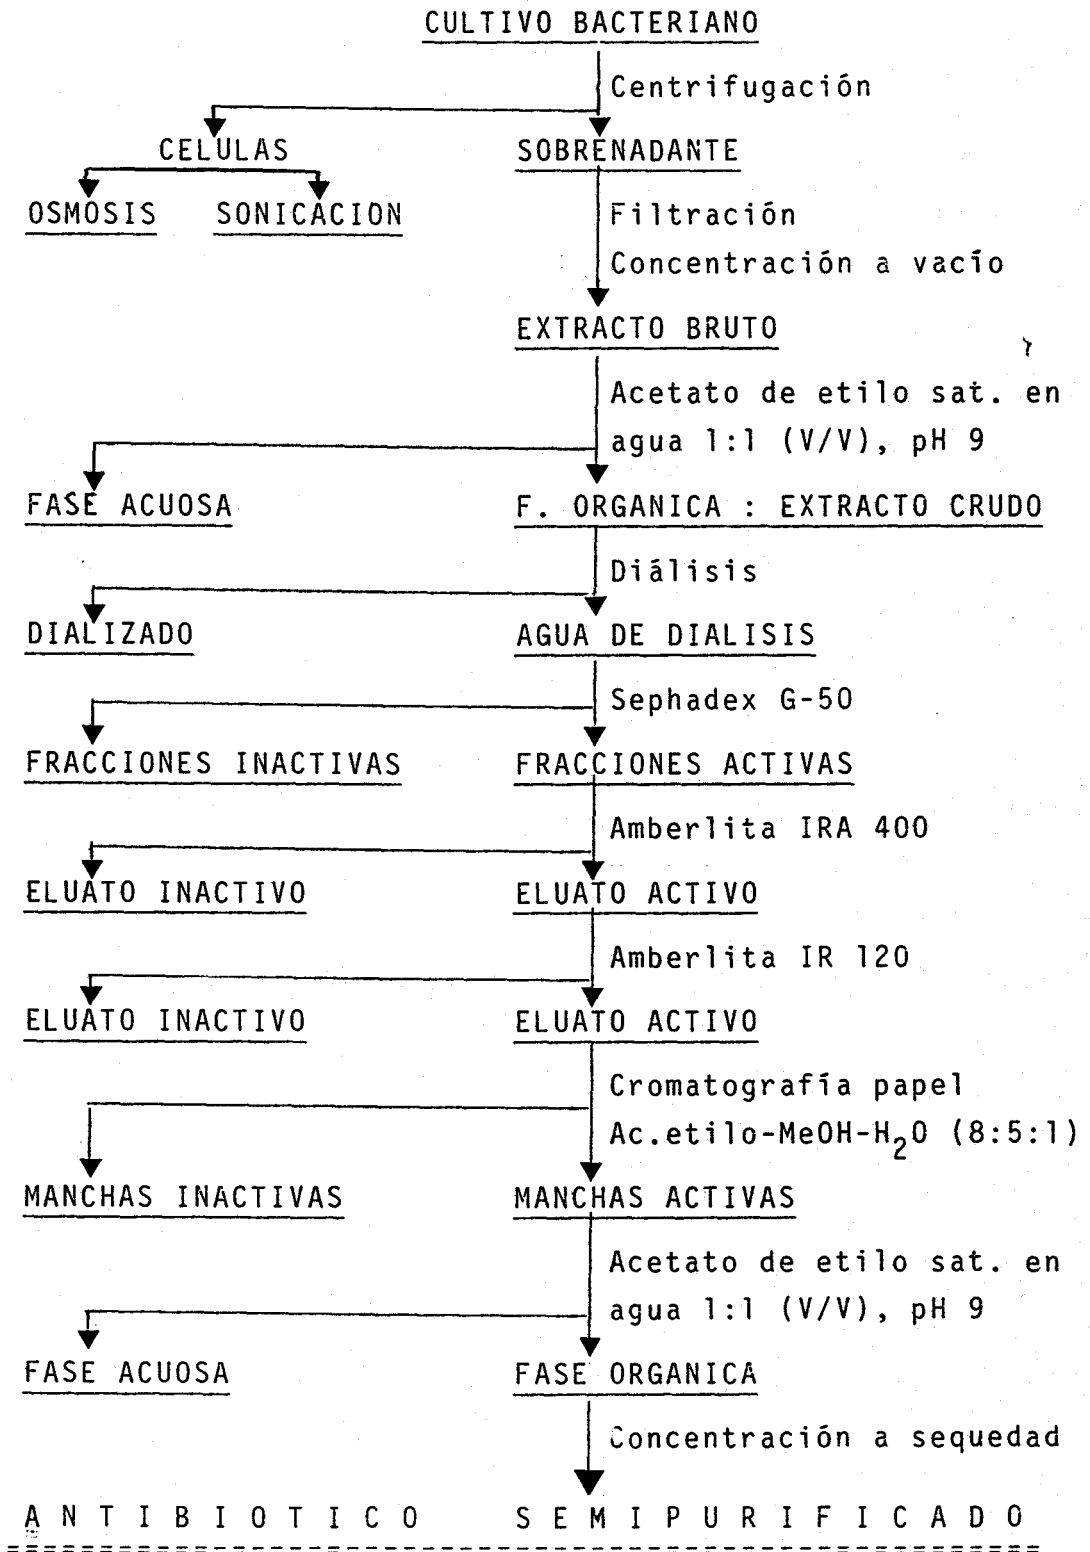 CULTIVO BACTERIANO
Centrifugación
CELULAS SOBRENADANTE
OSMOSIS SONICACION
Filtración
Concentración a vacío
EXTRACTO BRUTO
Acetato de etilo sat. en
agua 1:1 (V/V), pH 9
FASE ACUOSA F. ORGANICA : EXTRACTO CRUDO
Diálisis
DIALIZADO AGUA DE DIALISIS
Sephadex G-50
FRACCIONES INACTIVAS FRACCIONES ACTIVAS
Amberlita IRA 400
ELUATO INACTIVO ELUATO ACTIVO
Amberlita IR 120
ELUATO INACTIVO ELUATO ACTIVO
Cromatografía papel
Ac.etilo-MeOH-H₂O (8:5:1)
MANCHAS INACTIVAS MANCHAS ACTIVAS
Acetato de etilo sat. en
agua 1:1 (V/V), pH 9
FASE ACUOSA FASE ORGANICA
Concentración a sequedad
A N T I B I O T I C O S E M I P U R I F I C A D O